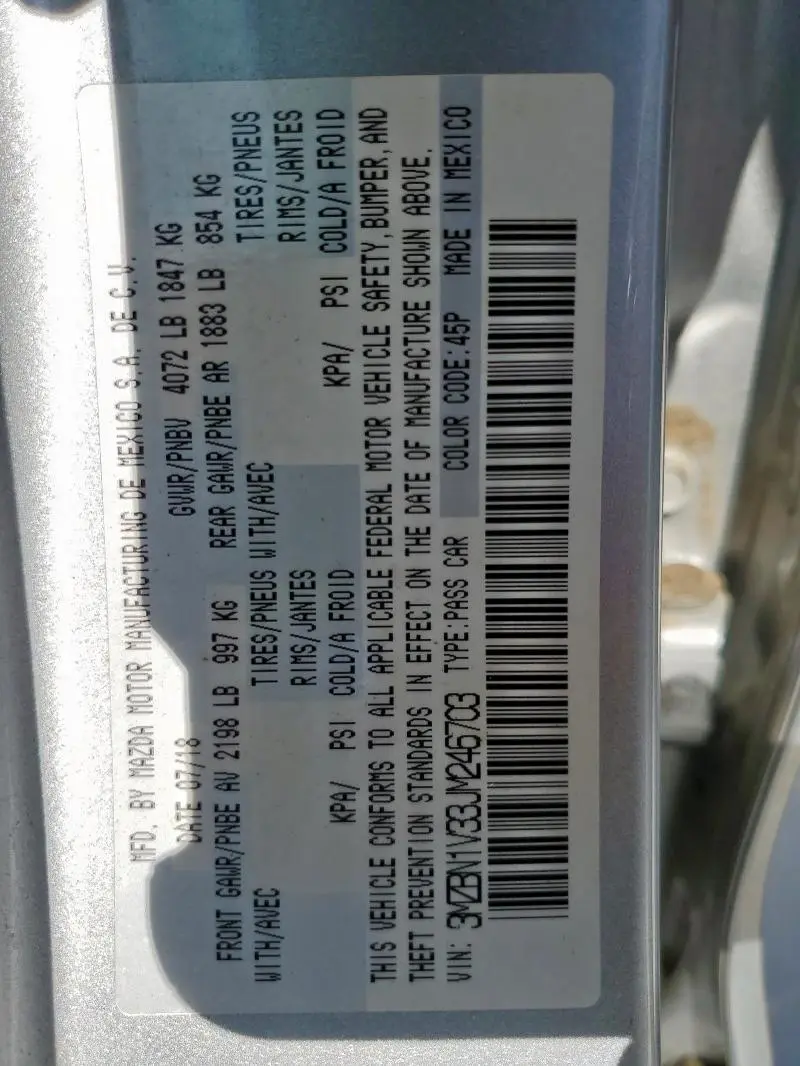 MFD. BY MAZDA MOTOR MANUFACTURING DE MEXICO S.A. DE C.V.
DATE 07/18 GVWR/PNBV 4072 LB 1847 KG
FRONT GAWR/PNBE AV 2198 LB 997 KG REAR GAWR/PNBE AR 1883 LB 854 KG
WITH/AVEC TIRES/PNEUS WITH/AVEC TIRES/PNEUS
RIMS/JANTES RIMS/JANTES
KPA/ PSI COLD/A FROID KPA/ PSI COLD/A FROID
THIS VEHICLE CONFORMS TO ALL APPLICABLE FEDERAL MOTOR VEHICLE SAFETY, BUMPER, AND
THEFT PREVENTION STANDARDS IN EFFECT ON THE DATE OF MANUFACTURE SHOWN ABOVE.
VIN: 3MZBN1V33JM246703 TYPE:PASS CAR COLOR CODE:45P MADE IN MEXICO